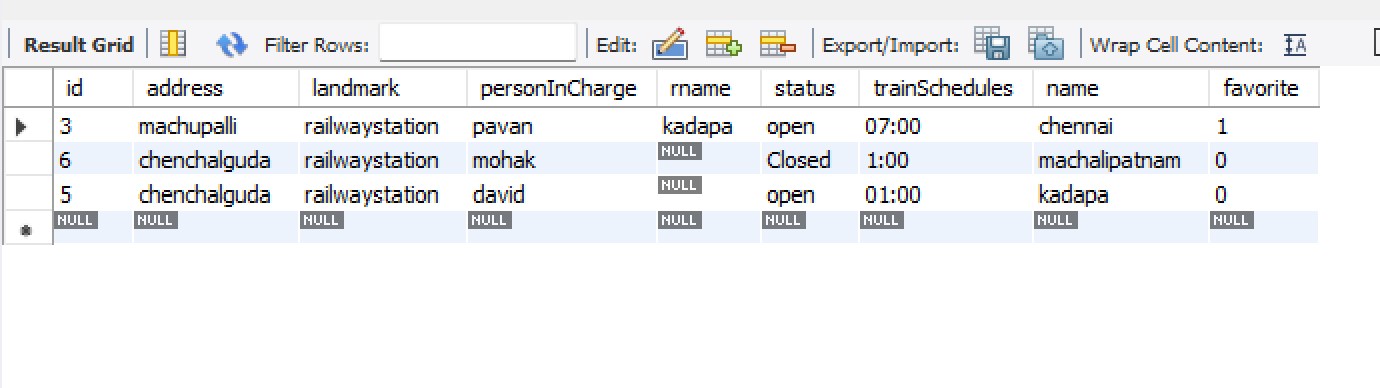 Result Grid Filter Rows: Edit: Export/Import: Wrap Cell Content: IA
id address landmark personInCharge rname status trainSchedules name favorite
3 machupalli railwaystation pavan kadapa open 07:00 chennai 1
6 chenchalguda railwaystation mohak NULL Closed 1:00 machalipatnam 0
5 chenchalguda railwaystation david NULL open 01:00 kadapa 0
NULL NULL NULL NULL NULL NULL NULL NULL NULL